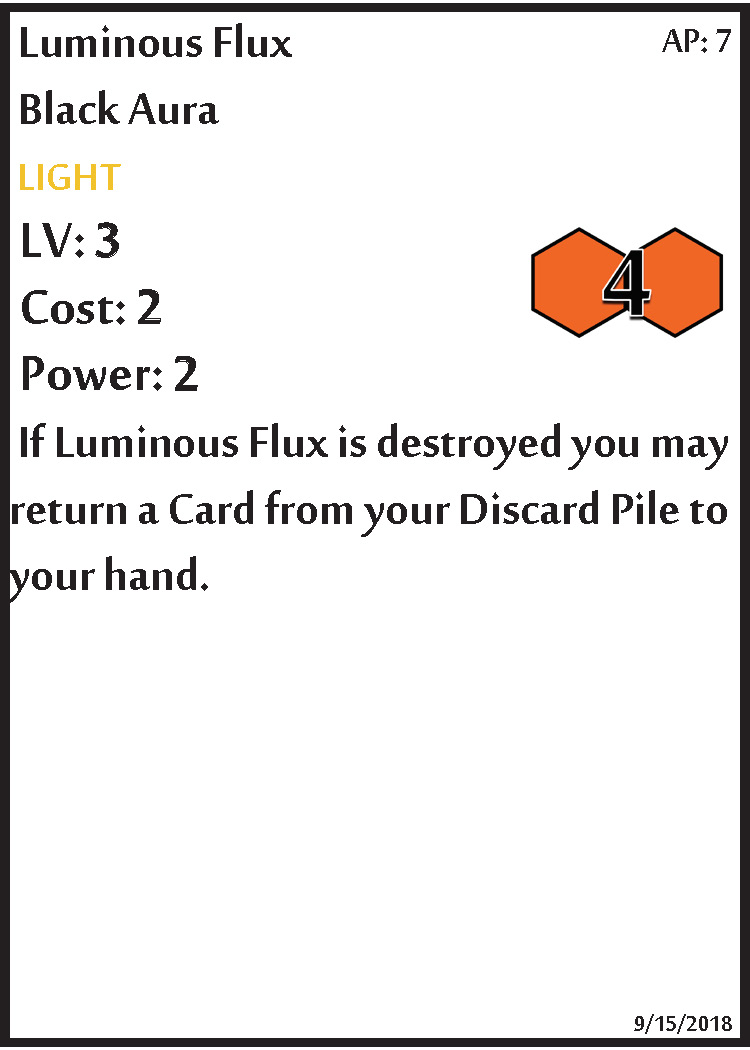 Luminous Flux
AP: 7
Black Aura
LIGHT
LV: 3
4
Cost: 2
Power: 2
If Luminous Flux is destroyed you may
return a Card from your Discard Pile to
your hand.
9/15/2018